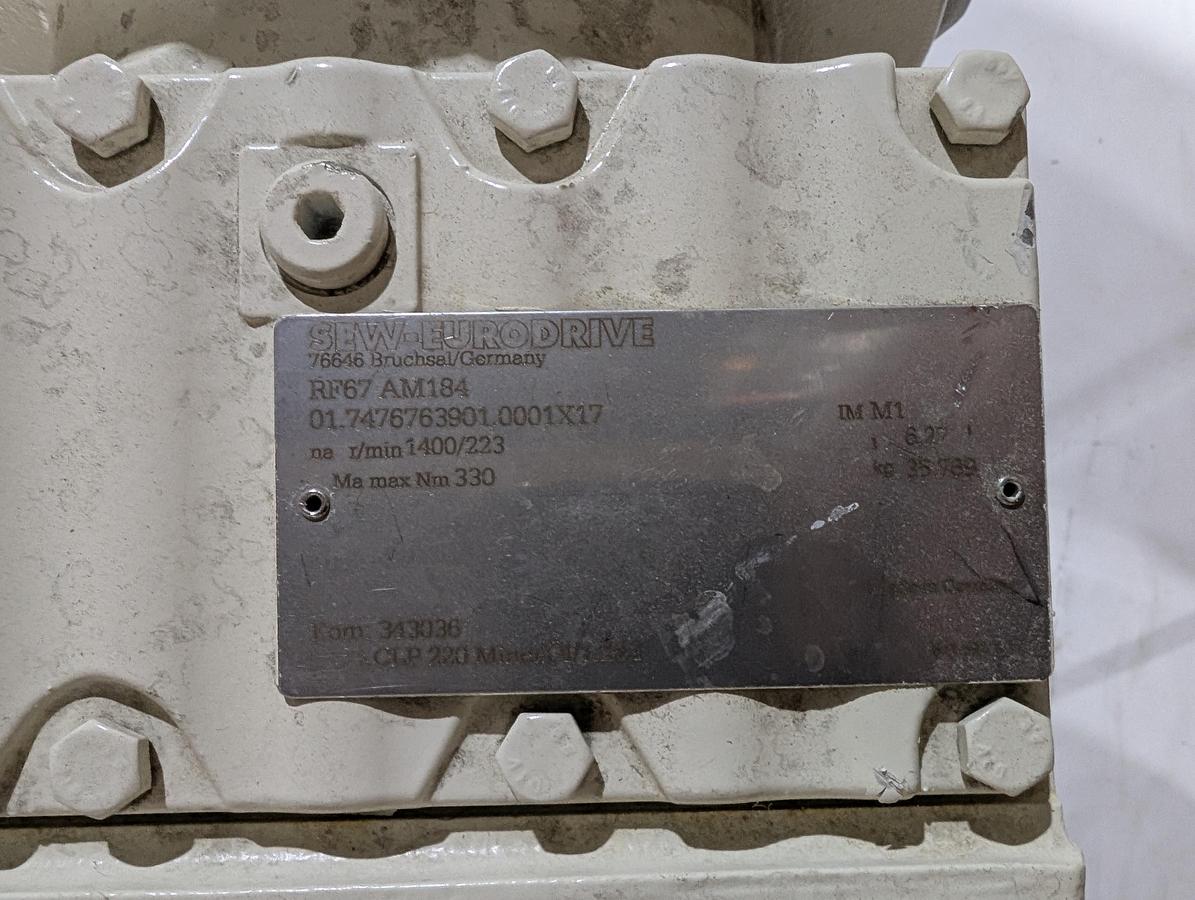 SEW-EURODRIVE
76646 Bruchsal/Germany
RF67 AM184
01.7476763901.0001X17
IM M1
na r/min 1400/223
i 6.27
Ma max Nm 330
kg 35.789
343036
CLP 220